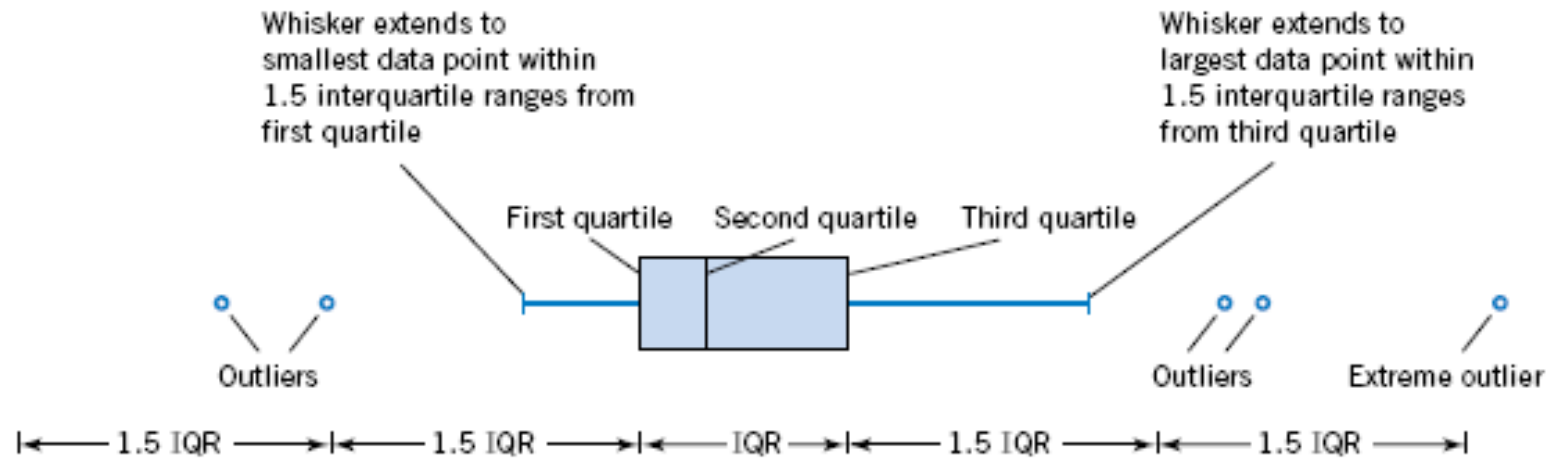 Whisker extends to
smallest data point within
1.5 interquartile ranges from
first quartile
Whisker extends to
largest data point within
1.5 interquartile ranges
from third quartile
First quartile
Second quartile
Third quartile
Outliers
Outliers
Extreme outlier
1.5 IQR
1.5 IQR
IQR
1.5 IQR
1.5 IQR